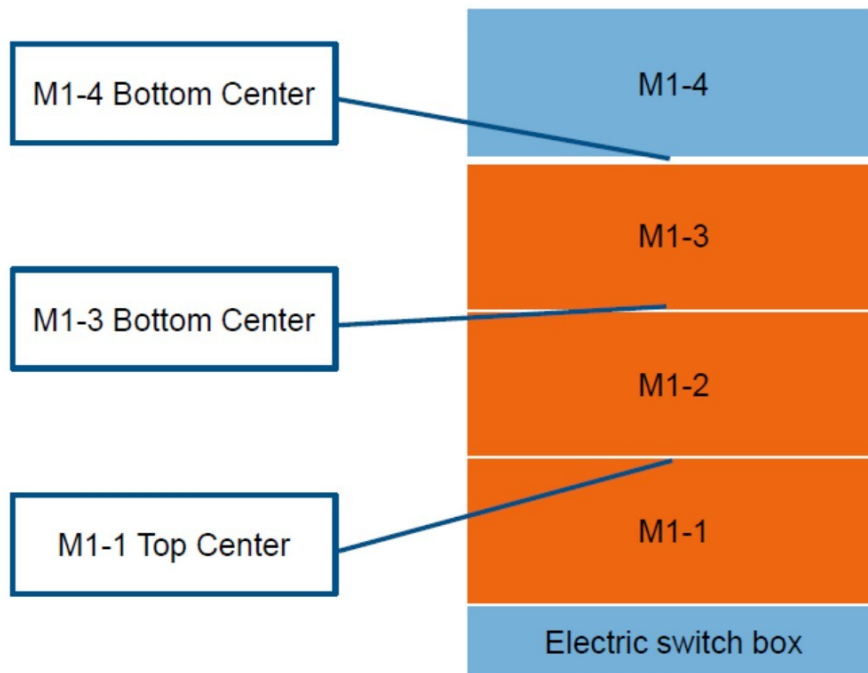 M1-4
M1-4 Bottom Center
M1-3
M1-3 Bottom Center
M1-2
M1-1
M1-1 Top Center
Electric switch box